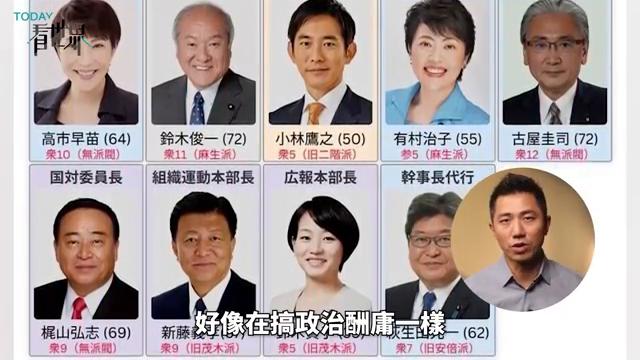 TODAY
看世界
高市早苗 (64)
衆10 (無派閥)
鈴木俊一 (72)
衆11 (麻生派)
小林鷹之 (50)
衆5 (旧二階派)
有村治子 (55)
参5 (麻生派)
古屋圭司 (72)
衆12 (無派閥)
国対委員長
組織運動本部長
広報本部長
幹事長代行
梶山弘志 (69)
衆9 (無派閥)
新藤義
衆9 (旧茂木派)
衆5 (旧茂木派)
一 (62)
衆7 (旧安倍派)
好像在搞政治酬庸一樣